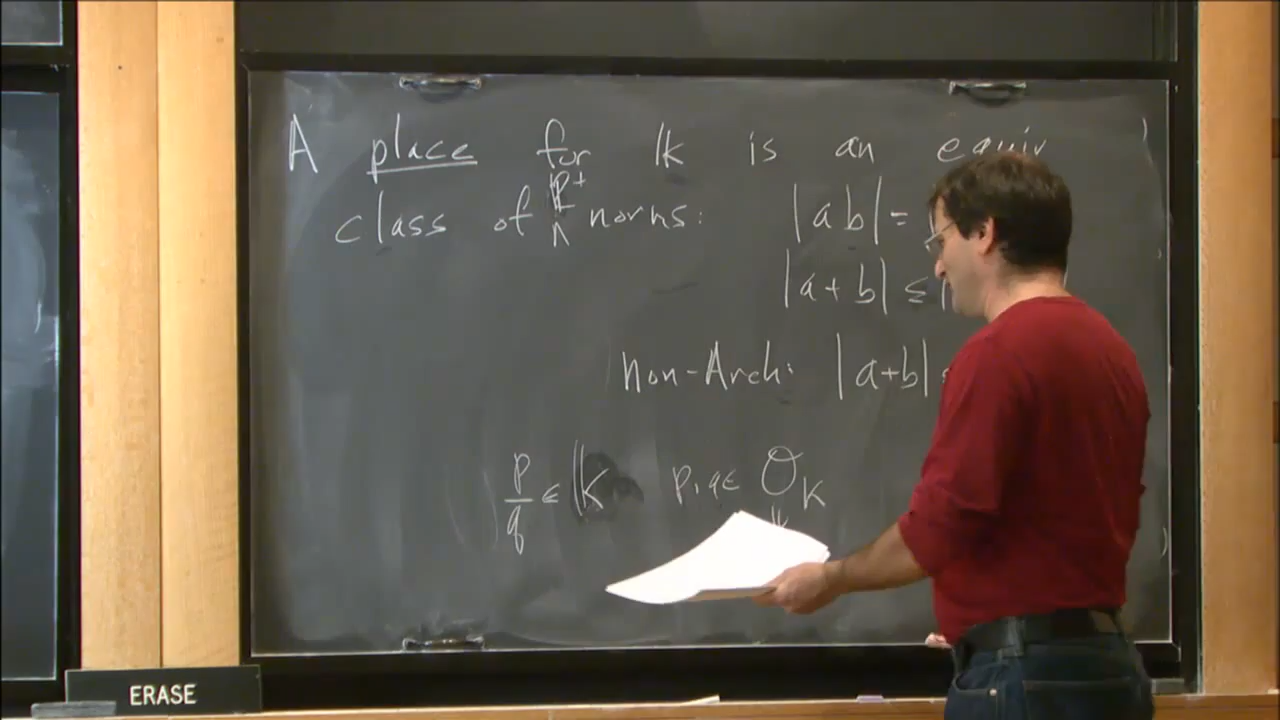 A place for 𝕜 is an equiv
class of norms: |ab| =
|a+b| ≤ |
non-Arch: |a+b|
p/q ∈ 𝕜 p,q ∈ O_K
ERASE